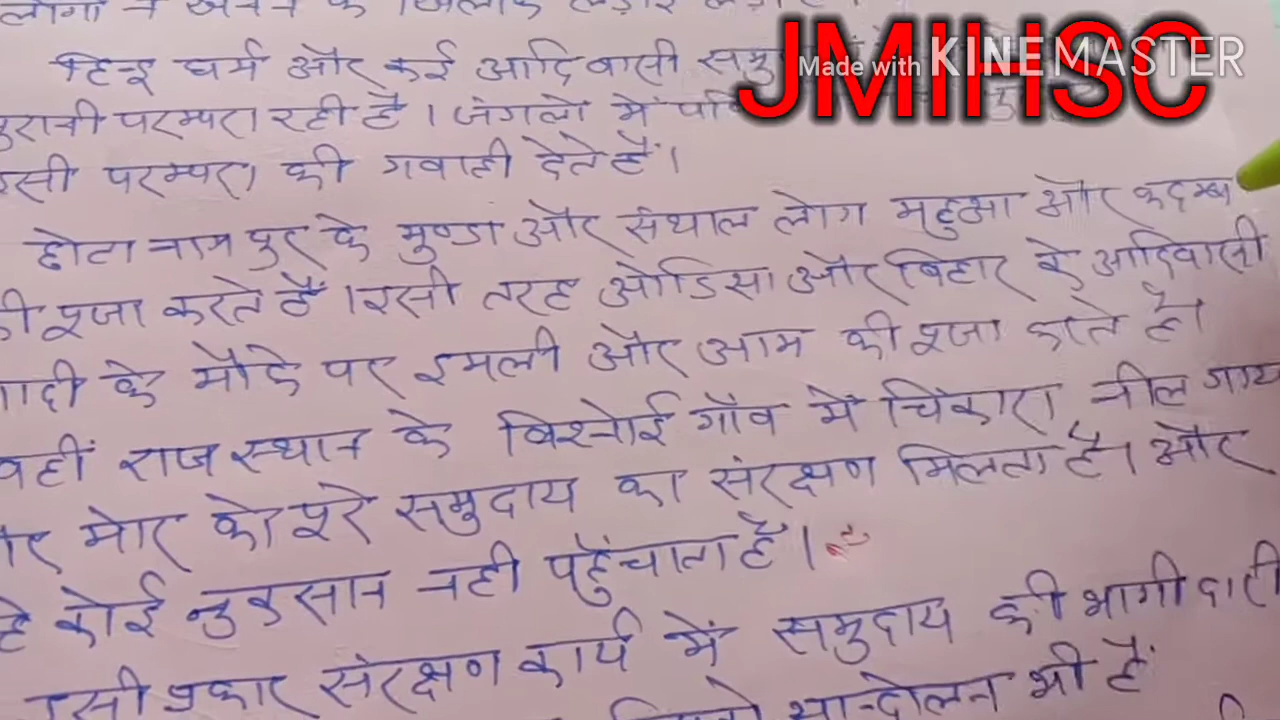 के खिलाफ
हिन्दू धर्म और कई आदिवासी
JMIHSC
Made with KINEMASTER
पुरानी परम्परा रही है । जंगलो मे
इसी परम्परा की गवाही देते हैं।
छोटा नागपुर के मुण्डा और संथाल लोग महुआ और कदम्ब
की पूजा करते हैं ।इसी तरह ओडिसा और बिहार के आदिवासी
शादी के मौके पर इमली और आम की पूजा करते है।
वहीं राजस्थान के बिश्नोई गाँव मे चिंकारा, नील गाय
और मोर को पूरे समुदाय का संरक्षण मिलता है। और
कोई नुकसान नही पहुँचाता है।
इसी प्रकार संरक्षण कार्य में समुदाय की भागीदारी
आन्दोलन भी हैं